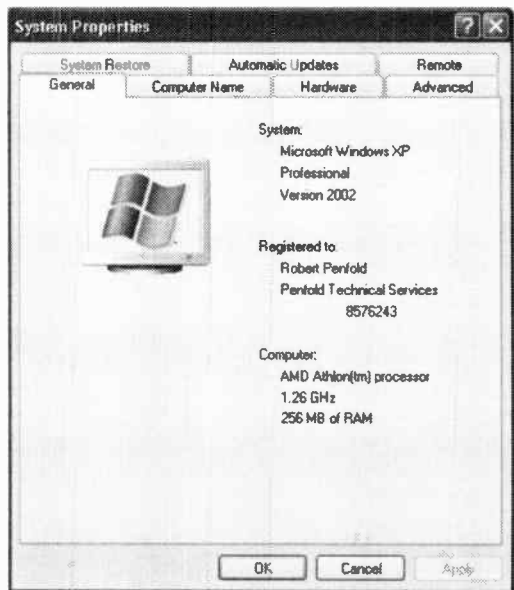 System Properties
System Restore Automatic Updates Remote
General Computer Name Hardware Advanced
System:
Microsoft Windows XP
Professional
Version 2002
Registered to:
Robert Penfold
Penfold Technical Services
8576243
Computer:
AMD Athlon(tm) processor
1.26 GHz
256 MB of RAM
OK Cancel Apply